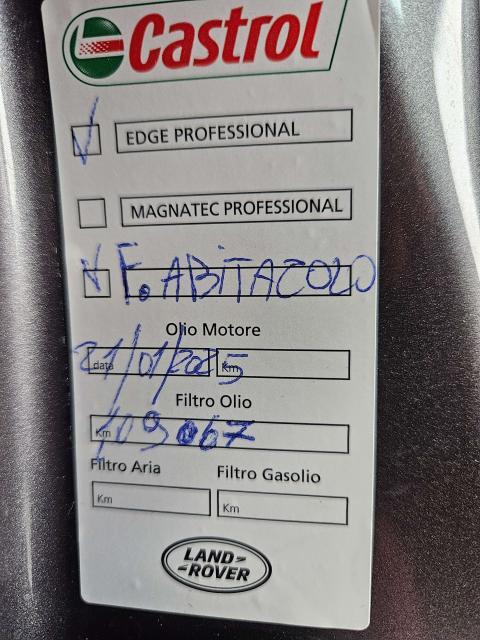 Castrol
EDGE PROFESSIONAL
MAGNATEC PROFESSIONAL
F. ABITACOLO
Olio Motore
data 21/01/2025 Km
Filtro Olio
Km 109067
Filtro Aria Filtro Gasolio
Km Km
LAND-
-ROVER